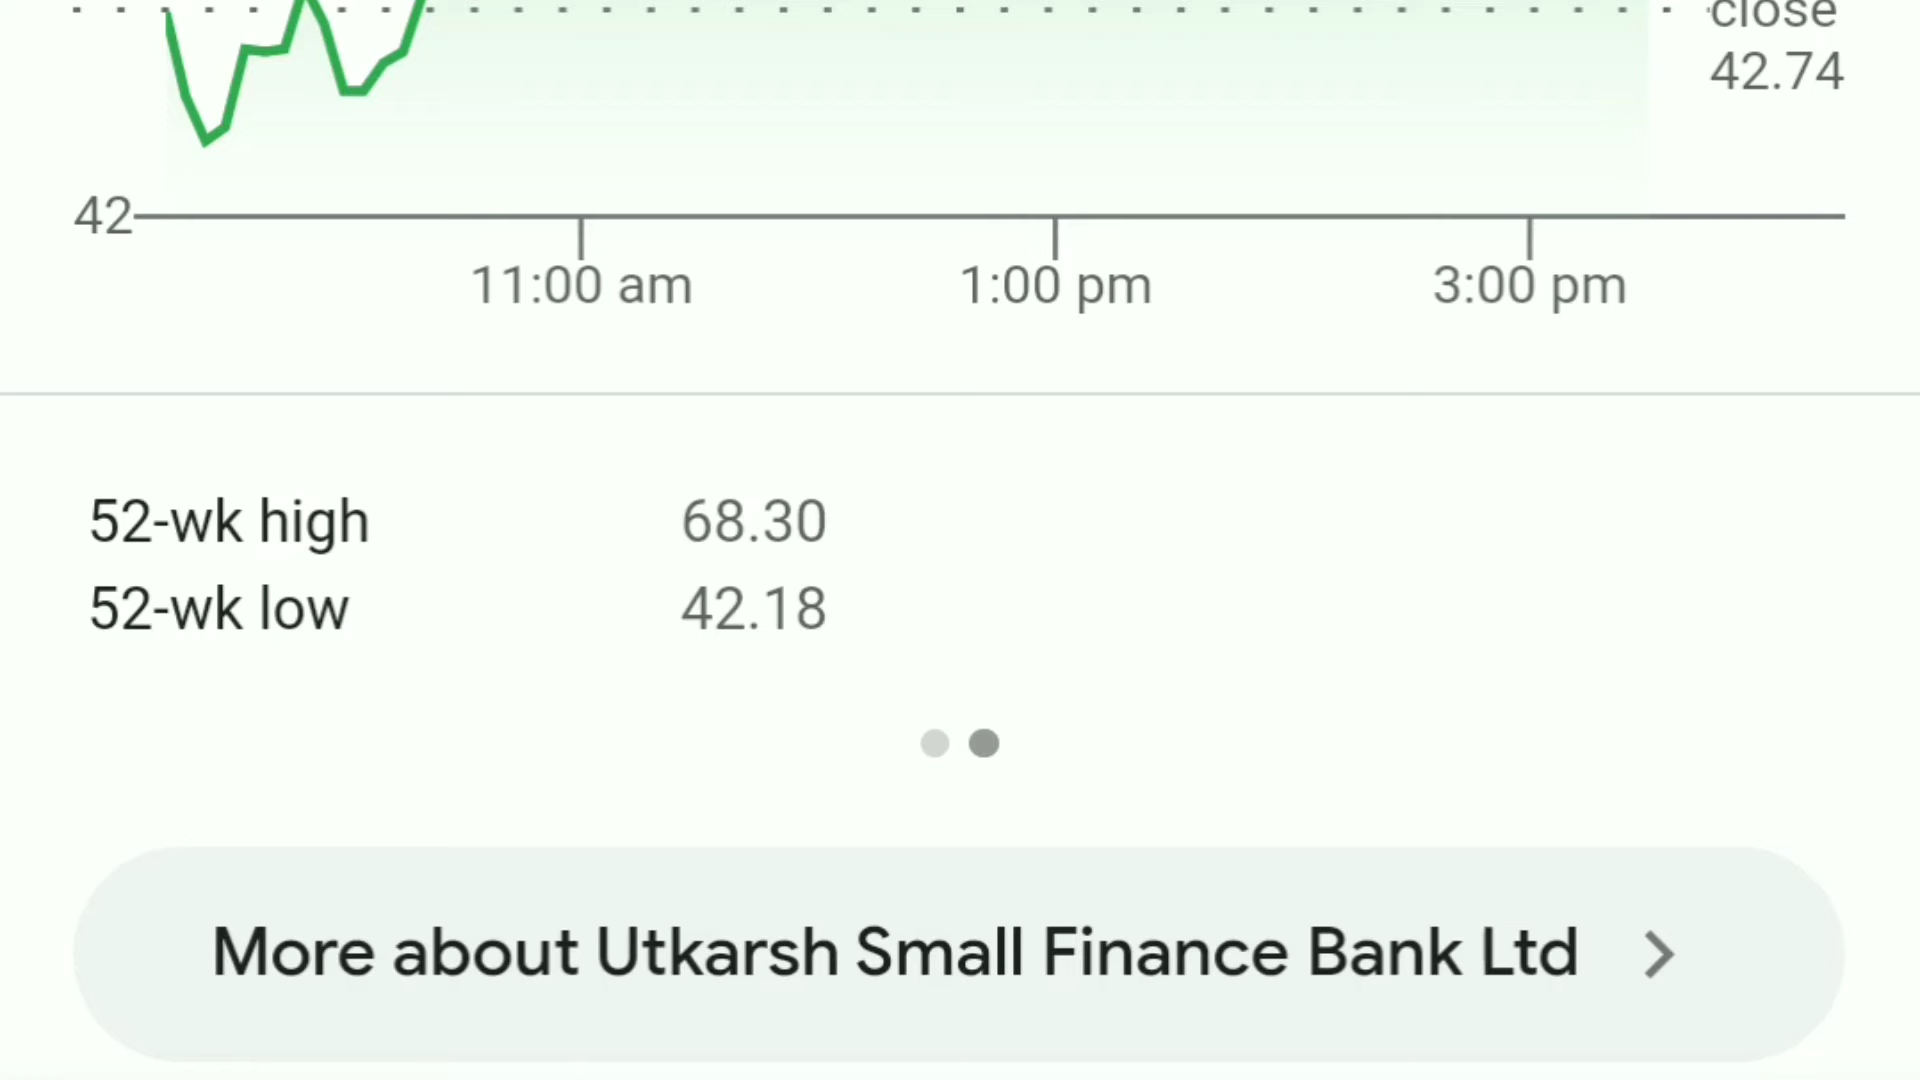 close
42.74
42
11:00 am 1:00 pm 3:00 pm
52-wk high 68.30
52-wk low 42.18
More about Utkarsh Small Finance Bank Ltd